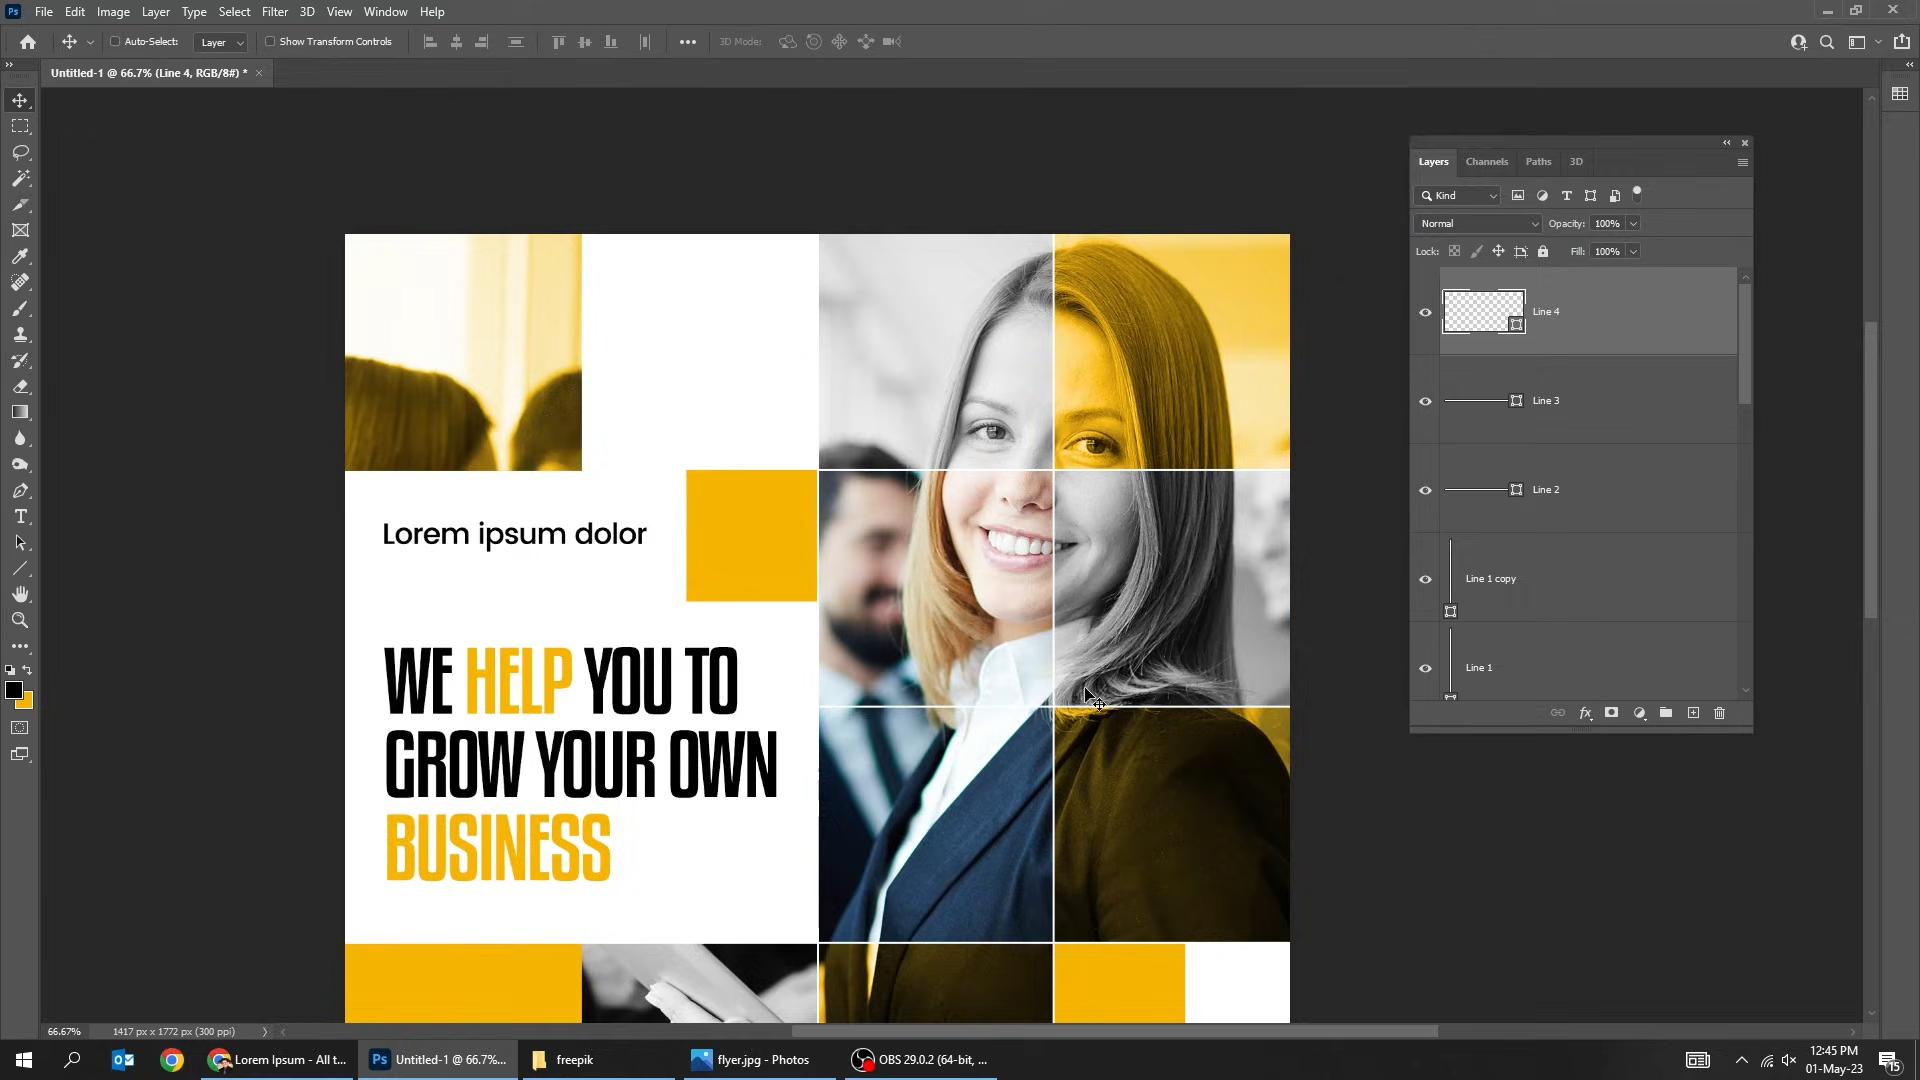 Ps File Edit Image Layer Type Select Filter 3D View Window Help
Auto-Select: Layer Show Transform Controls 3D Mode:
Untitled-1 @ 66.7% (Line 4, RGB/8#) *
Layers Channels Paths 3D
Kind
Normal Opacity: 100%
Lock: Fill: 100%
Line 4
Line 3
Line 2
Line 1 copy
Line 1
Lorem ipsum dolor
WE HELP YOU TO
GROW YOUR OWN
BUSINESS
66.67% 1417 px x 1772 px (300 ppi)
Lorem Ipsum - All t... Ps Untitled-1 @ 66.7%... freepik flyer.jpg - Photos OBS 29.0.2 (64-bit, ...
12:45 PM
01-May-23
15